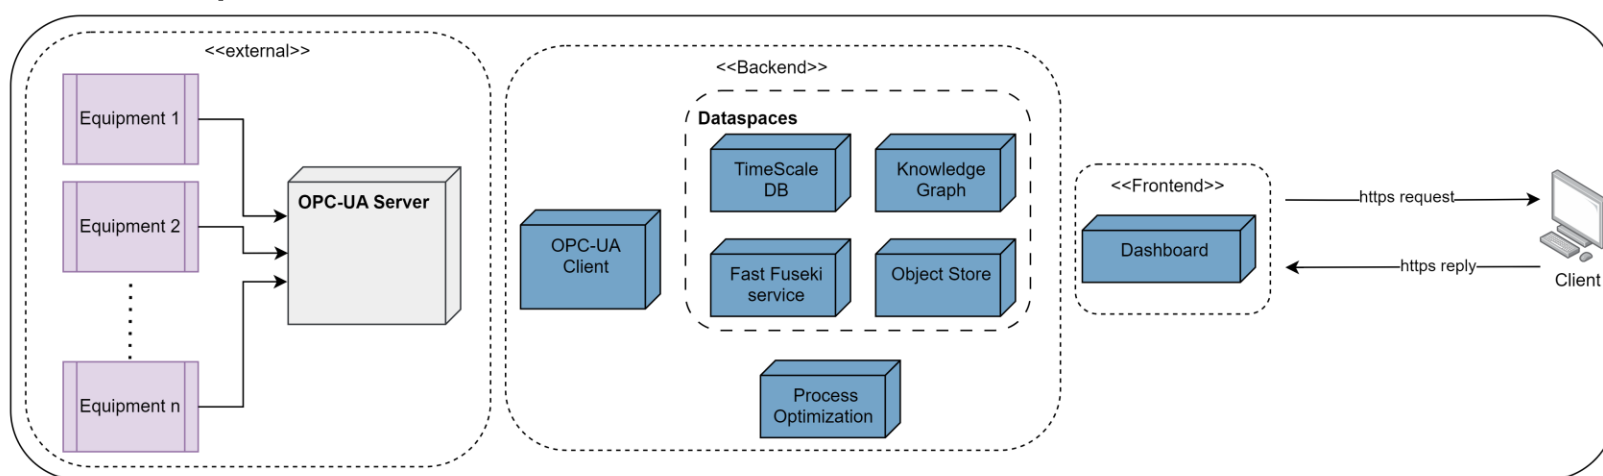 <<external>>
Equipment 1
Equipment 2
Equipment n
OPC-UA Server
<<Backend>>
Dataspaces
TimeScale
DB
Knowledge
Graph
OPC-UA
Client
Fast Fuseki
service
Object Store
Process
Optimization
<<Frontend>>
Dashboard
https request
https reply
Client